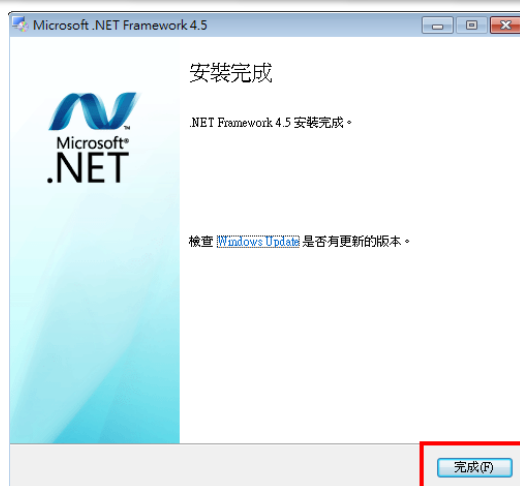 Microsoft .NET Framework 4.5
安裝完成
.NET Framework 4.5 安裝完成。
Microsoft®
.NET™
檢查 Windows Update 是否有更新的版本。
完成(F)